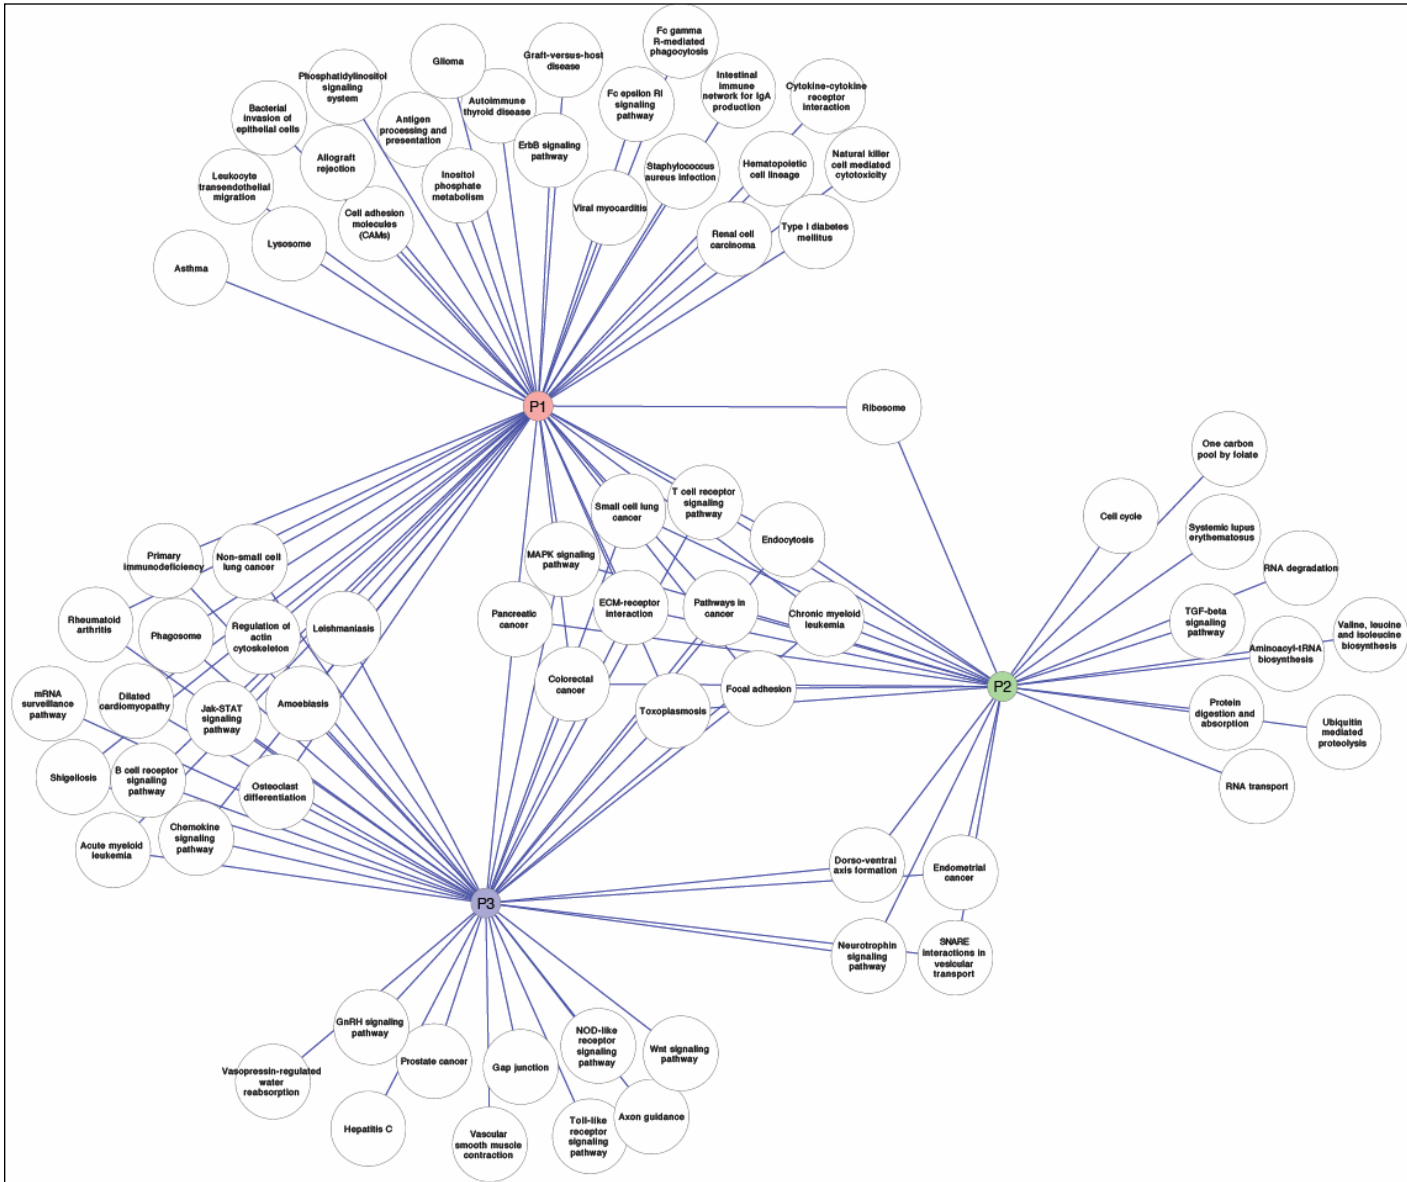 Fc gamma
R-mediated
phagocytosis
Glioma
Graft-versus-host
disease
Phosphatidylinositol
signaling
system
Intestinal
immune
network for IgA
production
Cytokine-cytokine
receptor
interaction
Fc epsilon RI
signaling
pathway
Autoimmune
thyroid disease
Bacterial
invasion of
epithelial cells
Antigen
processing and
presentation
ErbB signaling
pathway
Allograft
rejection
Staphylococcus
aureus infection
Hematopoietic
cell lineage
Natural killer
cell mediated
cytotoxicity
Leukocyte
transendothelial
migration
Inositol
phosphate
metabolism
Viral myocarditis
Cell adhesion
molecules
(CAMs)
Lysosome
Renal cell
carcinoma
Type I diabetes
mellitus
Asthma
P1
Ribosome
One carbon
pool by folate
T cell receptor
signaling
pathway
Small cell lung
cancer
Cell cycle
Systemic lupus
erythematosus
Endocytosis
Primary
immunodeficiency
Non-small cell
lung cancer
MAPK signaling
pathway
RNA degradation
Rheumatoid
arthritis
Phagosome
Regulation of
actin
cytoskeleton
Leishmaniasis
Pancreatic
cancer
ECM-receptor
interaction
Pathways in
cancer
Chronic myeloid
leukemia
TGF-beta
signaling
pathway
Valine, leucine
and isoleucine
biosynthesis
Aminoacyl-tRNA
biosynthesis
Colorectal
cancer
Focal adhesion
P2
mRNA
surveillance
pathway
Dilated
cardiomyopathy
Jak-STAT
signaling
pathway
Amoebiasis
Toxoplasmosis
Protein
digestion and
absorption
Ubiquitin
mediated
proteolysis
Shigellosis
B cell receptor
signaling
pathway
Osteoclast
differentiation
RNA transport
Acute myeloid
leukemia
Chemokine
signaling
pathway
Dorso-ventral
axis formation
Endometrial
cancer
P3
Neurotrophin
signaling
pathway
SNARE
interactions in
vesicular
transport
GnRH signaling
pathway
NOD-like
receptor
signaling
pathway
Wnt signaling
pathway
Vasopressin-regulated
water
reabsorption
Prostate cancer
Gap junction
Hepatitis C
Vascular
smooth muscle
contraction
Toll-like
receptor
signaling
pathway
Axon guidance